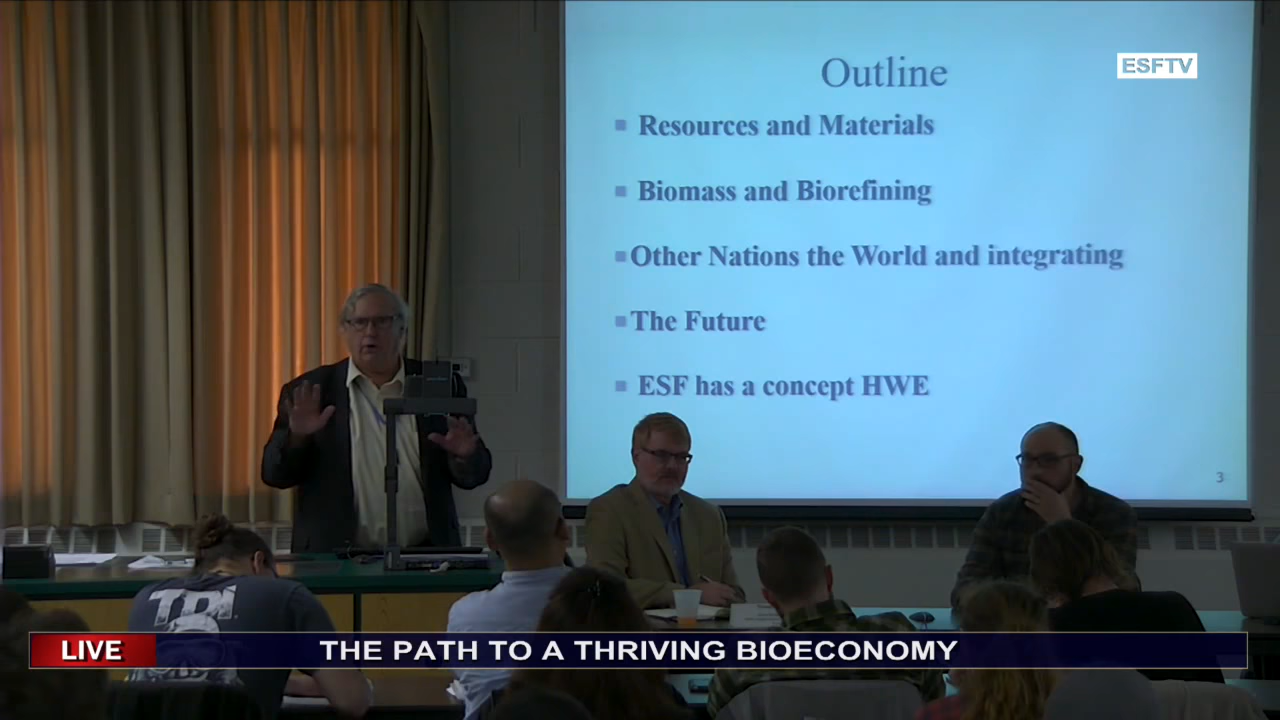 Outline
ESFTV
Resources and Materials
Biomass and Biorefining
Other Nations the World and integrating
The Future
ESF has a concept HWE
3
TRI
LIVE
THE PATH TO A THRIVING BIOECONOMY